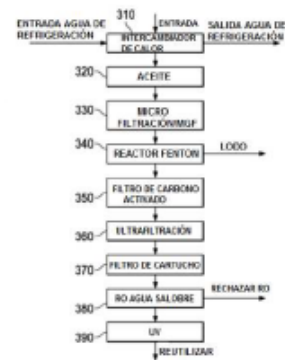 310
ENTRADA AGUA DE
REFRIGERACIÓN
ENTRADA
SALIDA AGUA DE
REFRIGERACIÓN
INTERCAMBIADOR
DE CALOR
320
ACEITE
330
MICRO
FILTRACIÓN/MGF
340
REACTOR FENTON
LODO
350
FILTRO DE CARBONO
ACTIVADO
360
ULTRAFILTRACIÓN
370
FILTRO DE CARTUCHO
RECHAZAR RO
380
RO AGUA SALOBRE
390
UV
REUTILIZAR